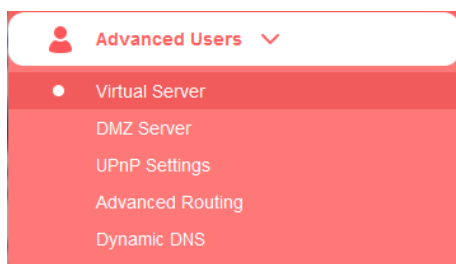 Advanced Users
Virtual Server
DMZ Server
UPnP Settings
Advanced Routing
Dynamic DNS